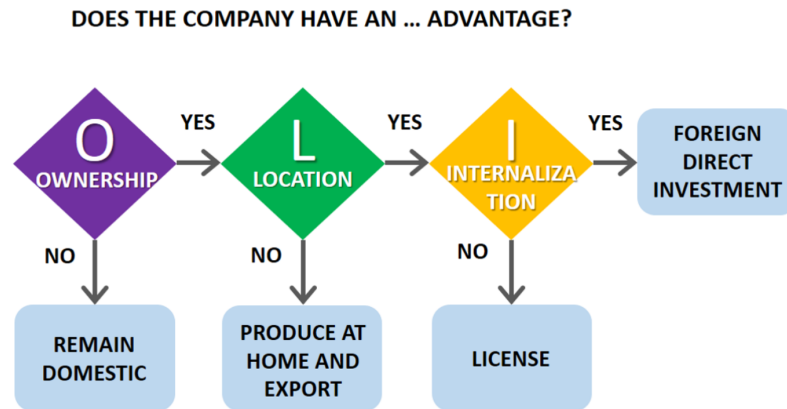 DOES THE COMPANY HAVE AN ... ADVANTAGE?
O
OWNERSHIP
YES
L
LOCATION
YES
I
INTERNALIZA
TION
YES
FOREIGN
DIRECT
INVESTMENT
NO
NO
NO
REMAIN
DOMESTIC
PRODUCE AT
HOME AND
EXPORT
LICENSE